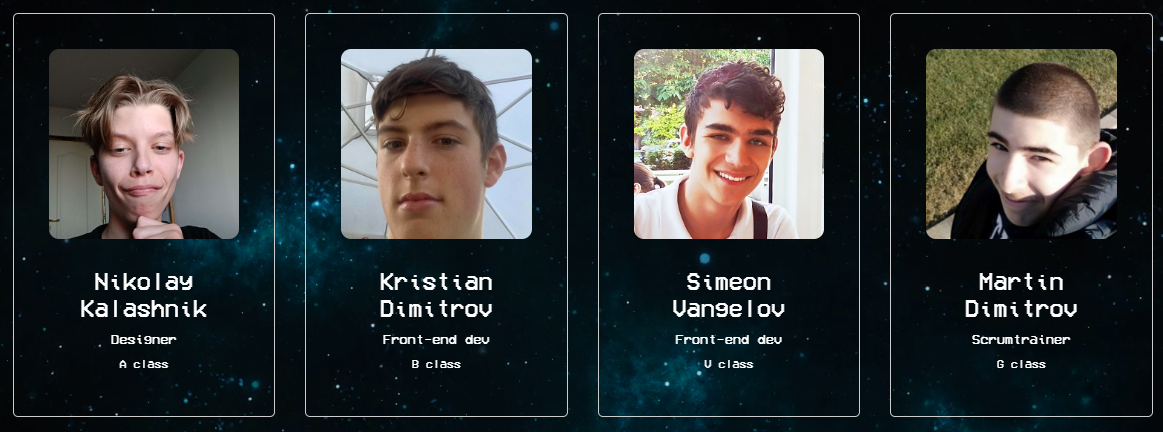 Nikolay
Kalashnik
Designer
A class
Kristian
Dimitrov
Front-end dev
B class
Simeon
Vangelov
Front-end dev
V class
Martin
Dimitrov
Scrumtrainer
G class